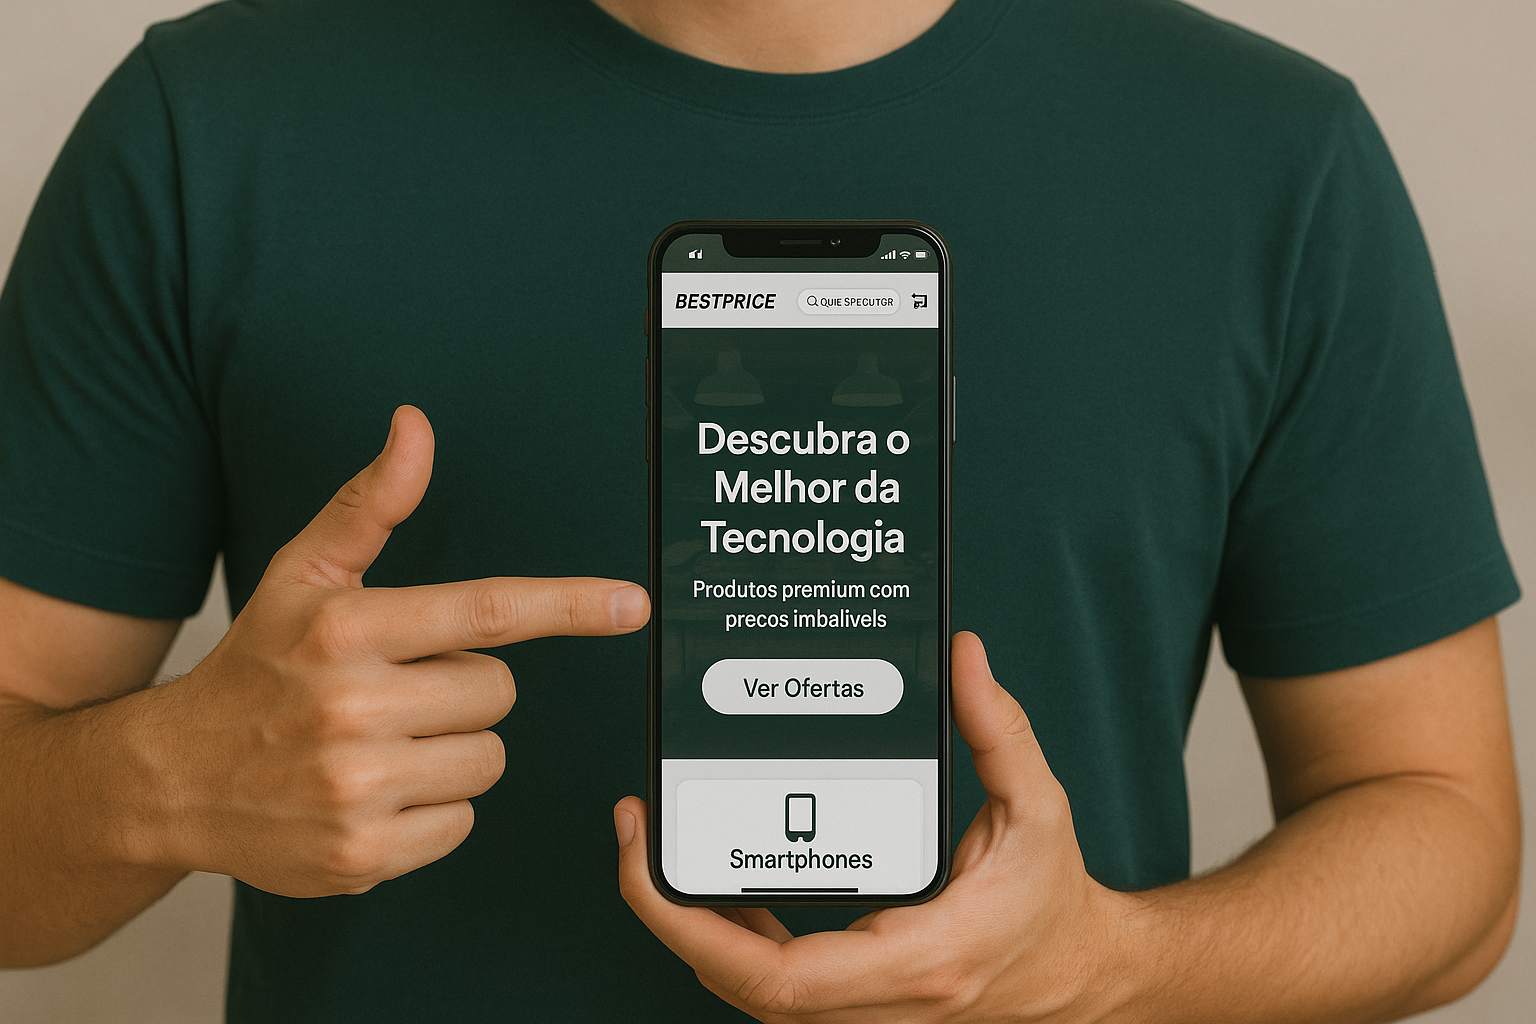 BESTPRICE
QUIE SPECUTGR
Descubra o
Melhor da
Tecnologia
Produtos premium com
precos imbalivels
Ver Ofertas
Smartphones